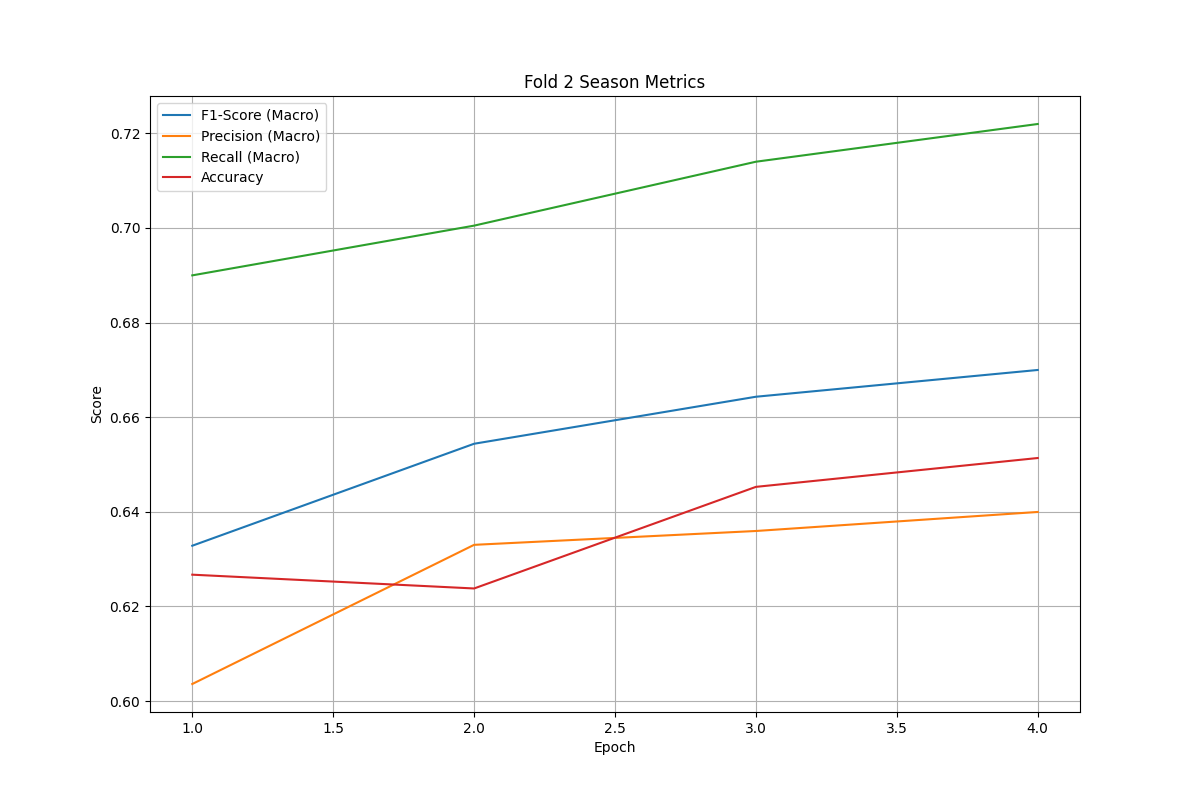 Fold 2 Season Metrics
F1-Score (Macro)
Precision (Macro)
Recall (Macro)
Accuracy
0.72
0.70
0.68
0.66
0.64
0.62
0.60
Score
1.0 1.5 2.0 2.5 3.0 3.5 4.0
Epoch